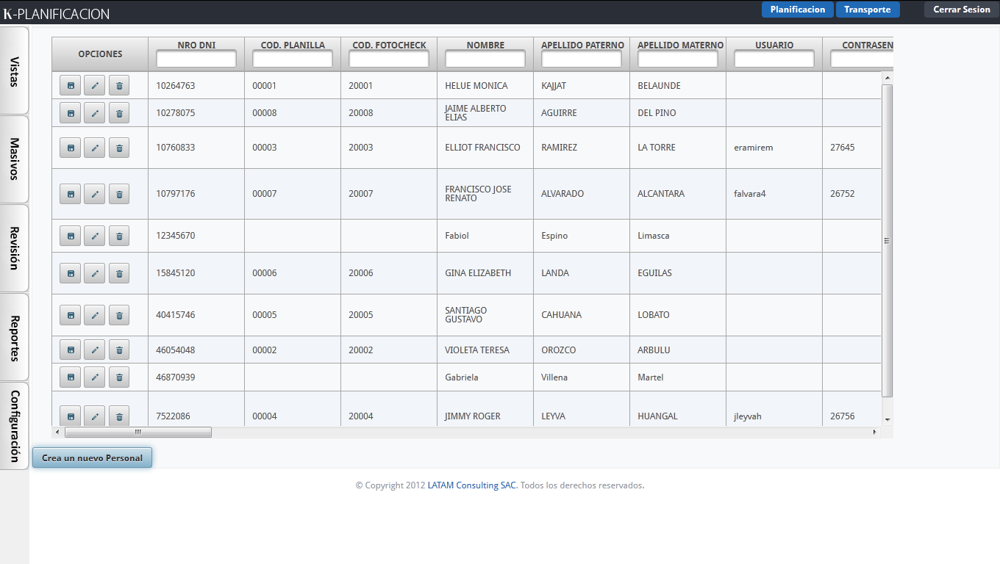 K-PLANIFICACION
Planificacion Transporte Cerrar Sesion
Vistas
Masivos
Revisión
Reportes
Configuración
OPCIONES NRO DNI COD. PLANILLA COD. FOTOCHECK NOMBRE APELLIDO PATERNO APELLIDO MATERNO USUARIO CONTRASEN
10264763 00001 20001 HELUE MONICA KAJJAT BELAUNDE
10278075 00008 20008 JAIME ALBERTO ELIAS AGUIRRE DEL PINO
10760833 00003 20003 ELLIOT FRANCISCO RAMIREZ LA TORRE eramirem 27645
10797176 00007 20007 FRANCISCO JOSE RENATO ALVARADO ALCANTARA falvara4 26752
12345670 Fabiol Espino Limasca
15845120 00006 20006 GINA ELIZABETH LANDA EGUILAS
40415746 00005 20005 SANTIAGO GUSTAVO CAHUANA LOBATO
46054048 00002 20002 VIOLETA TERESA OROZCO ARBULU
46870939 Gabriela Villena Martel
7522086 00004 20004 JIMMY ROGER LEYVA HUANGAL jleyvah 26756
Crea un nuevo Personal
© Copyright 2012 LATAM Consulting SAC. Todos los derechos reservados.